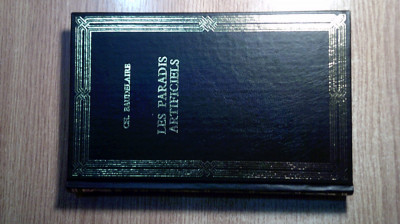 CH. BAUDELAIRE
LES PARADIS
ARTIFICIELS